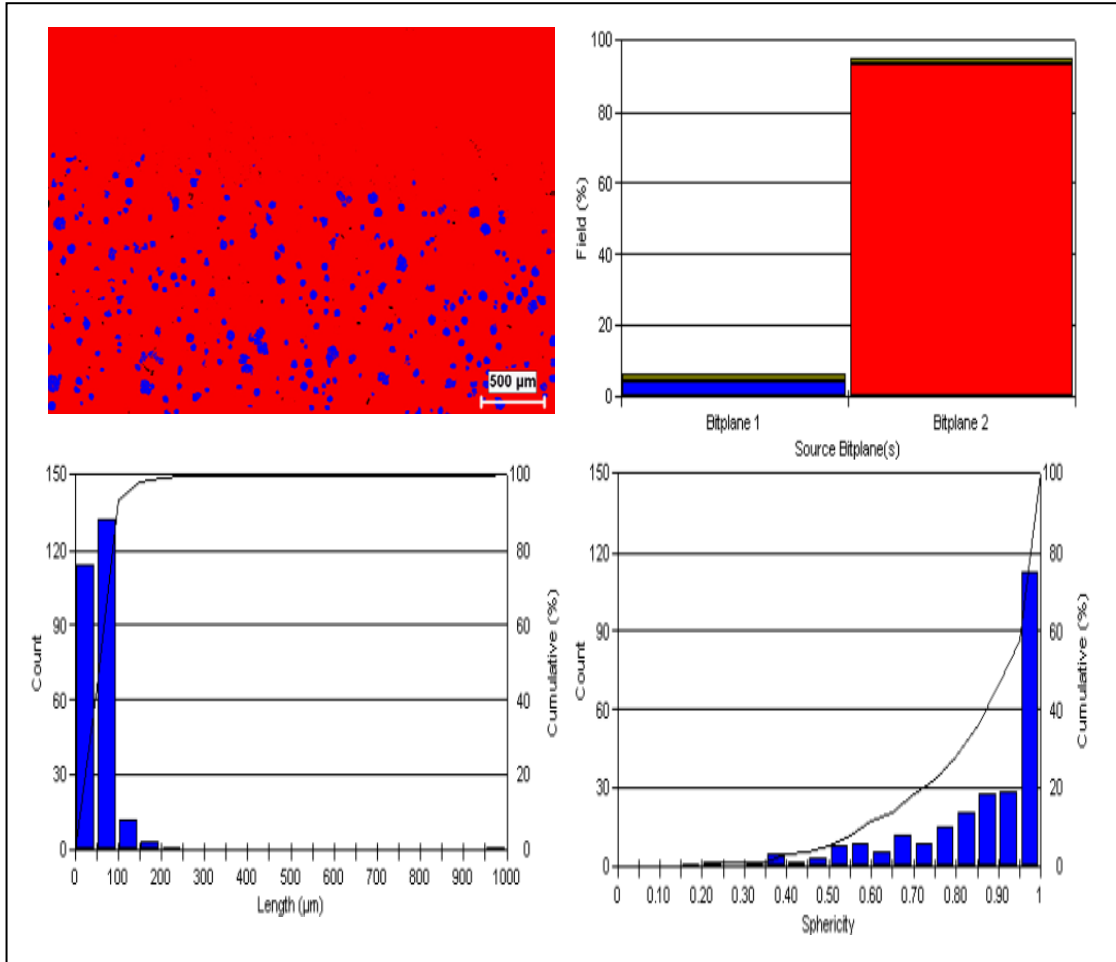 500 µm
100
80
60
40
20
0
Field (%)
Bitplane 1 Bitplane 2
Source Bitplane(s)
150
120
90
60
30
0
Count
100
80
60
40
20
0
Cumulative (%)
0 100 200 300 400 500 600 700 800 900 1000
Length (µm)
150
120
90
60
30
0
Count
100
80
60
40
20
0
Cumulative (%)
0 0.10 0.20 0.30 0.40 0.50 0.60 0.70 0.80 0.90 1
Sphericity